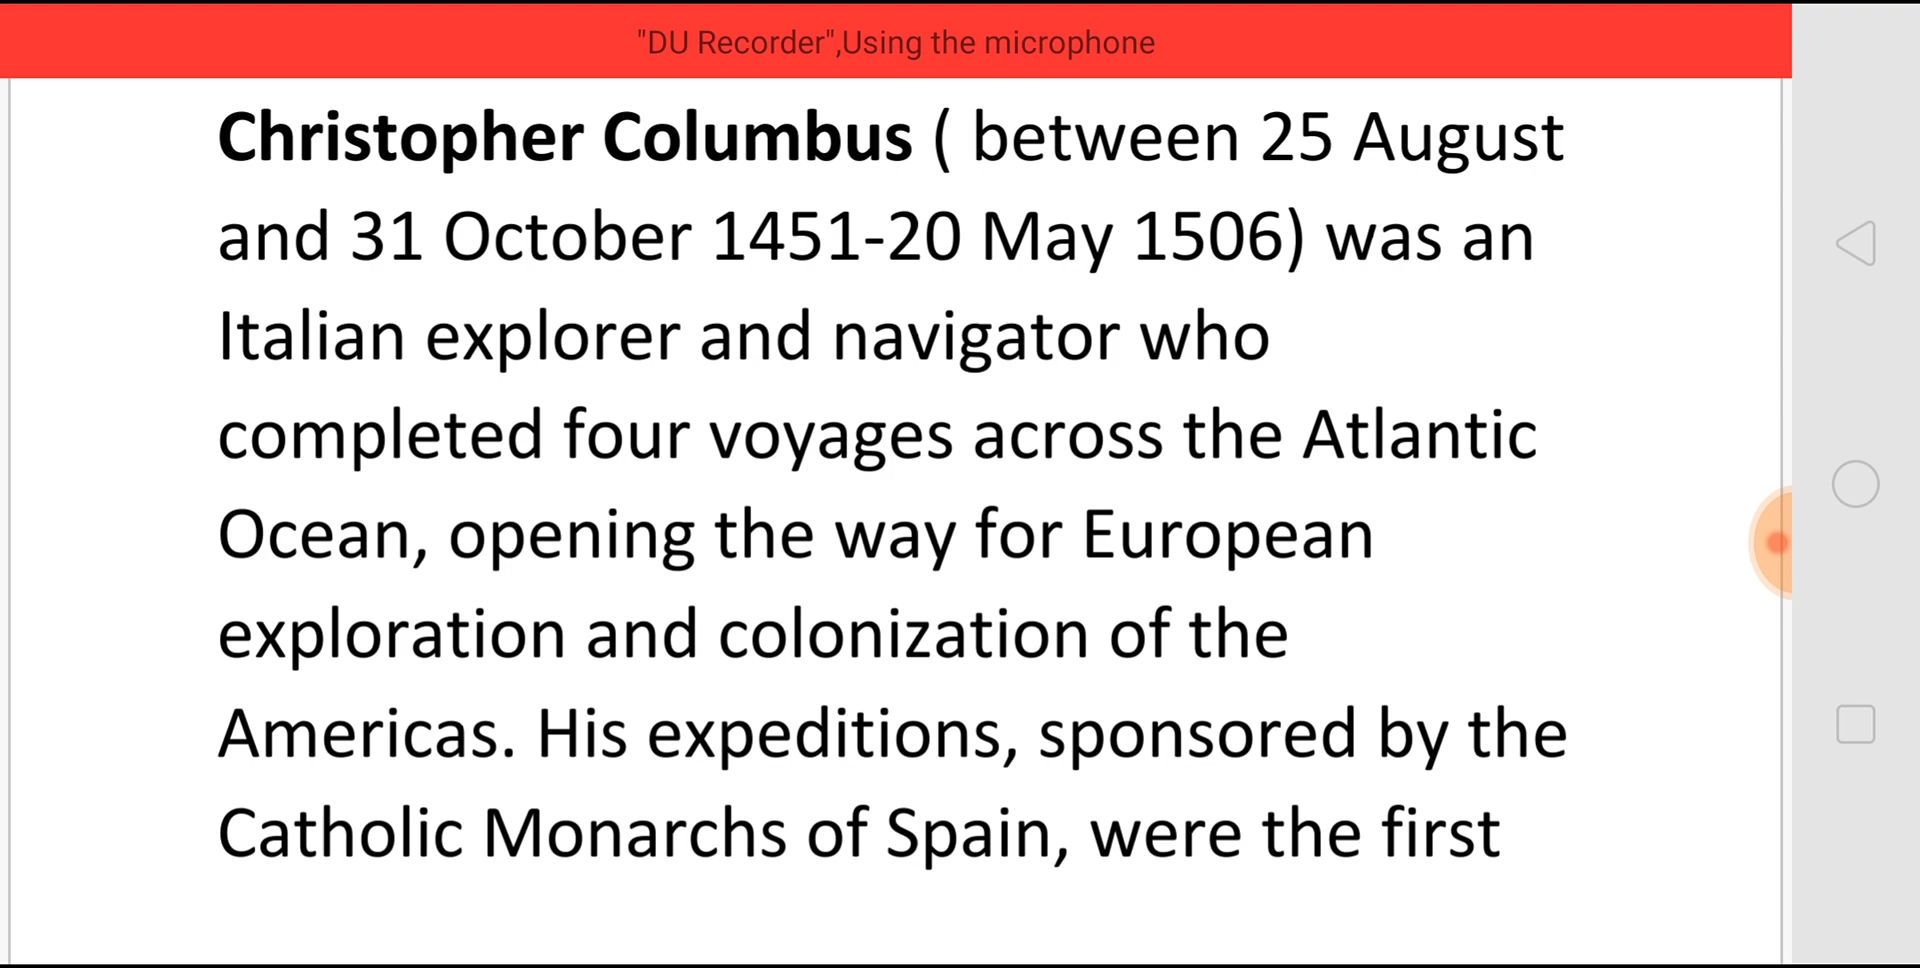 "DU Recorder",Using the microphone
Christopher Columbus ( between 25 August
and 31 October 1451-20 May 1506) was an
Italian explorer and navigator who
completed four voyages across the Atlantic
Ocean, opening the way for European
exploration and colonization of the
Americas. His expeditions, sponsored by the
Catholic Monarchs of Spain, were the first